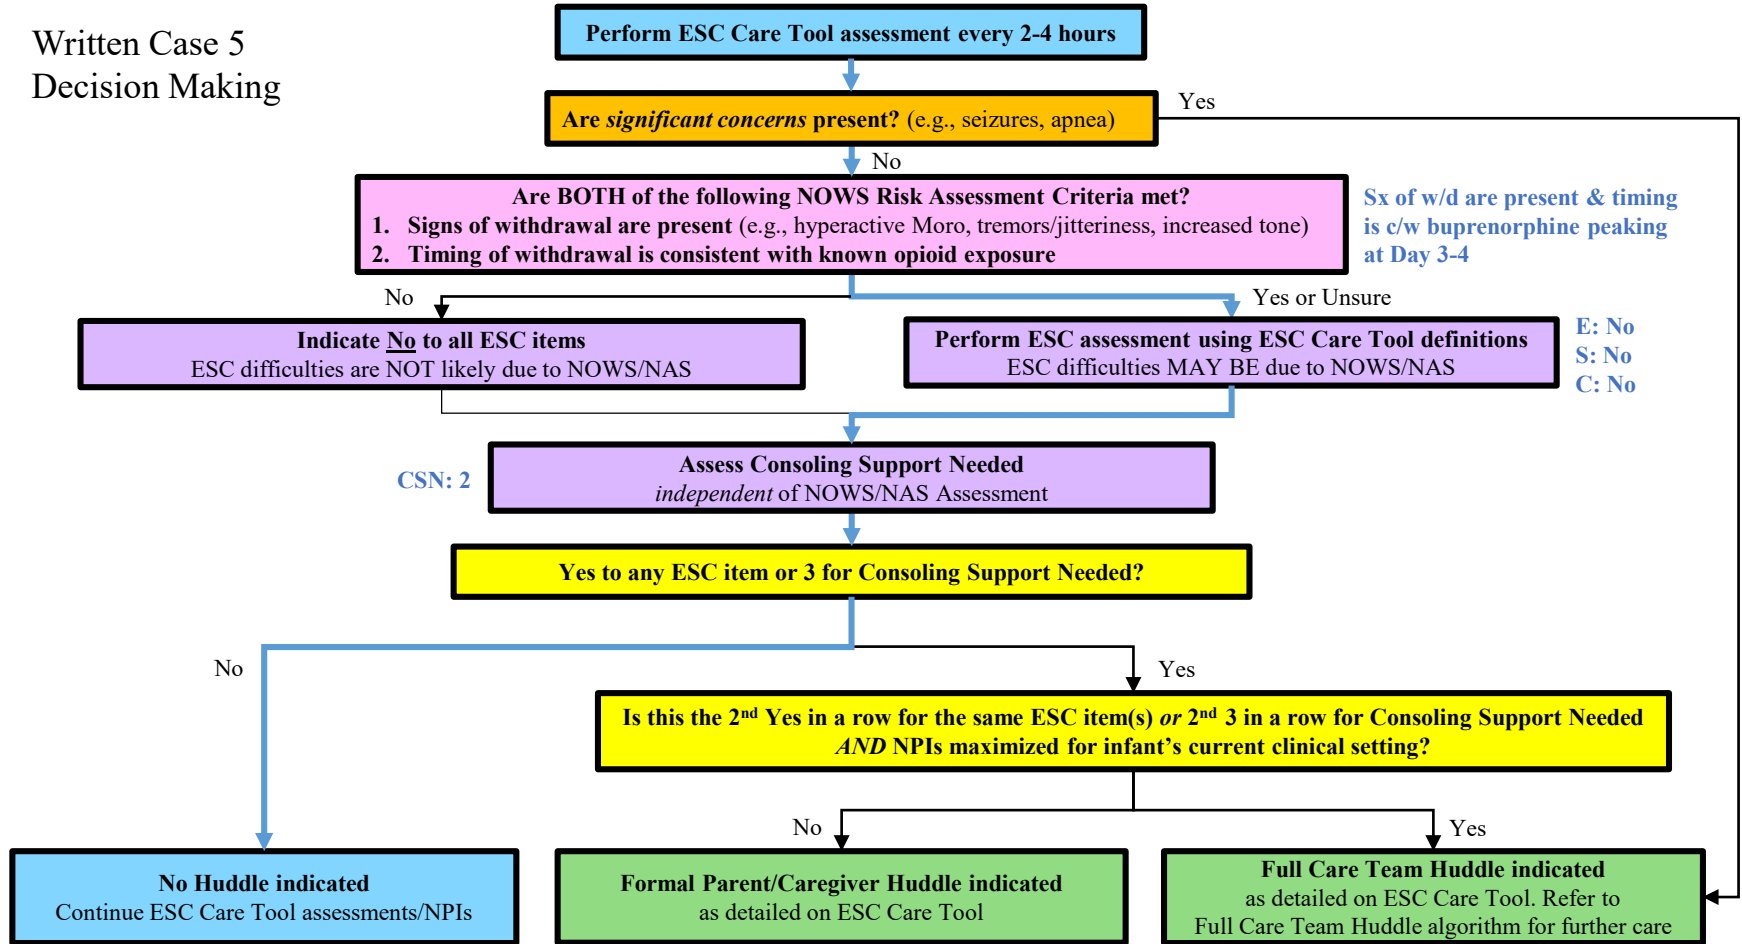 Written Case 5
Decision Making
Perform ESC Care Tool assessment every 2-4 hours
Are significant concerns present? (e.g., seizures, apnea)
Yes
No
Are BOTH of the following NOWS Risk Assessment Criteria met?
1. Signs of withdrawal are present (e.g., hyperactive Moro, tremors/jitteriness, increased tone)
2. Timing of withdrawal is consistent with known opioid exposure
Sx of w/d are present & timing
is c/w buprenorphine peaking
at Day 3-4
No
Yes or Unsure
Indicate No to all ESC items
ESC difficulties are NOT likely due to NOWS/NAS
Perform ESC assessment using ESC Care Tool definitions
ESC difficulties MAY BE due to NOWS/NAS
E: No
S: No
C: No
CSN: 2
Assess Consoling Support Needed
independent of NOWS/NAS Assessment
Yes to any ESC item or 3 for Consoling Support Needed?
No
Yes
Is this the 2nd Yes in a row for the same ESC item(s) or 2nd 3 in a row for Consoling Support Needed
AND NPIs maximized for infant's current clinical setting?
No
Yes
No Huddle indicated
Continue ESC Care Tool assessments/NPIs
Formal Parent/Caregiver Huddle indicated
as detailed on ESC Care Tool
Full Care Team Huddle indicated
as detailed on ESC Care Tool. Refer to
Full Care Team Huddle algorithm for further care